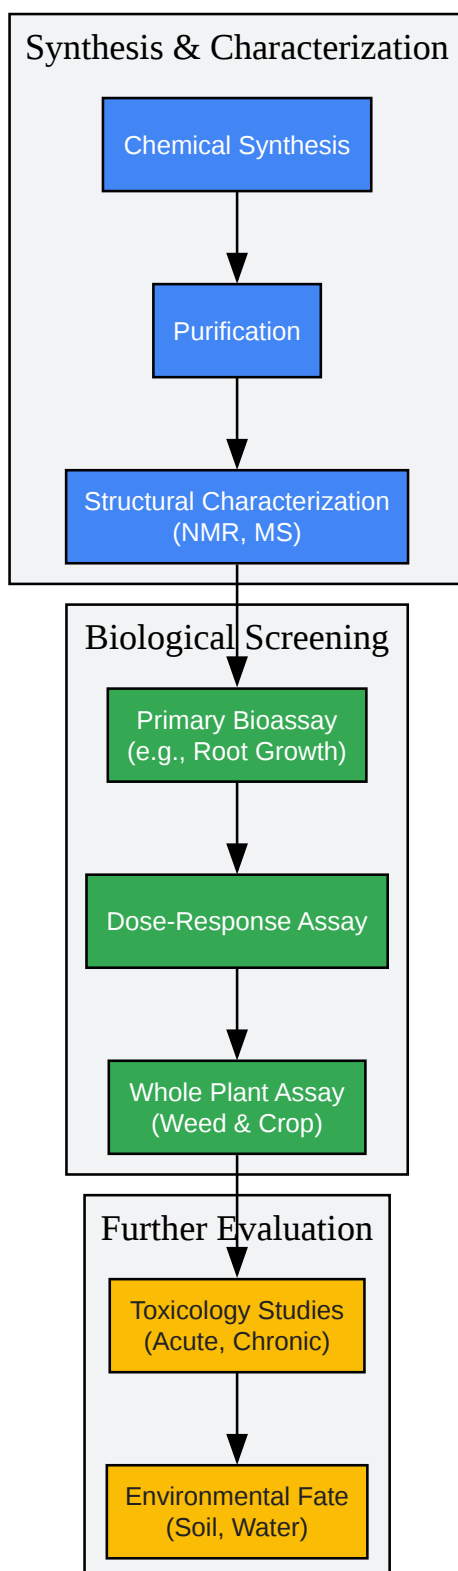 Synthesis & Characterization
Chemical Synthesis
Purification
Structural Characterization
(NMR, MS)
Biological Screening
Primary Bioassay
(e.g., Root Growth)
Dose-Response Assay
Whole Plant Assay
(Weed & Crop)
Further Evaluation
Toxicology Studies
(Acute, Chronic)
Environmental Fate
(Soil, Water)